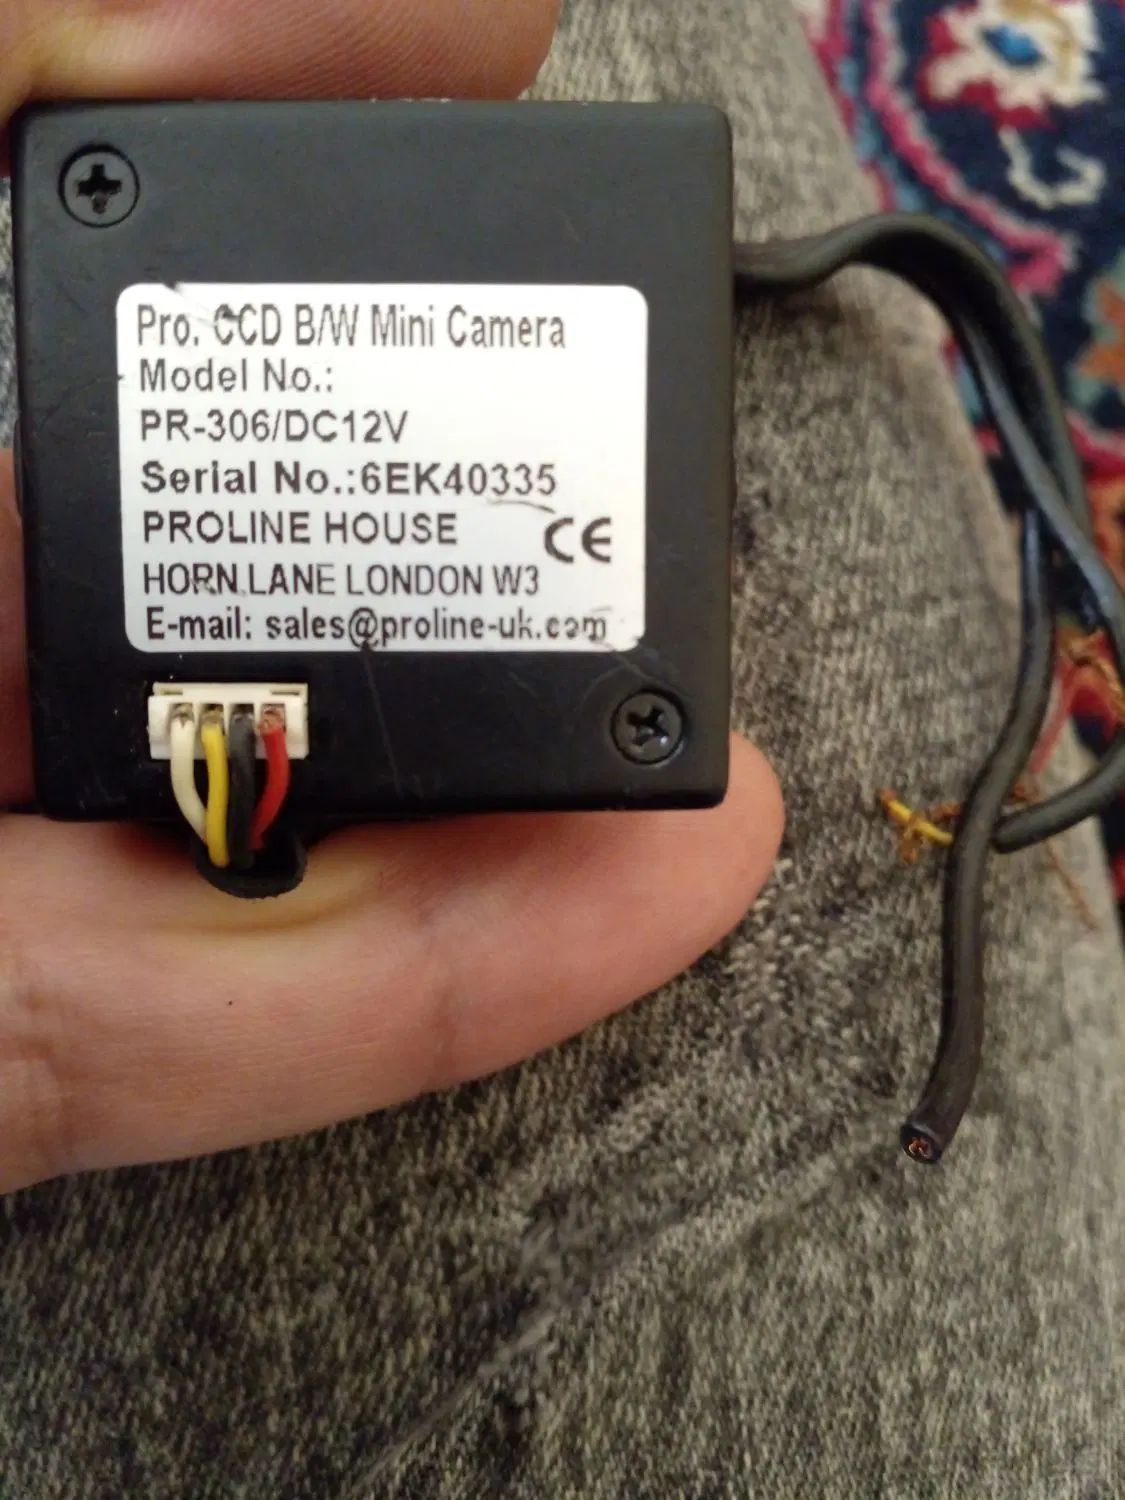 Pro. CCD B/W Mini Camera
Model No.:
PR-306/DC12V
Serial No.:6EK40335
PROLINE HOUSE CE
HORN LANE LONDON W3
E-mail: sales@proline-uk.com